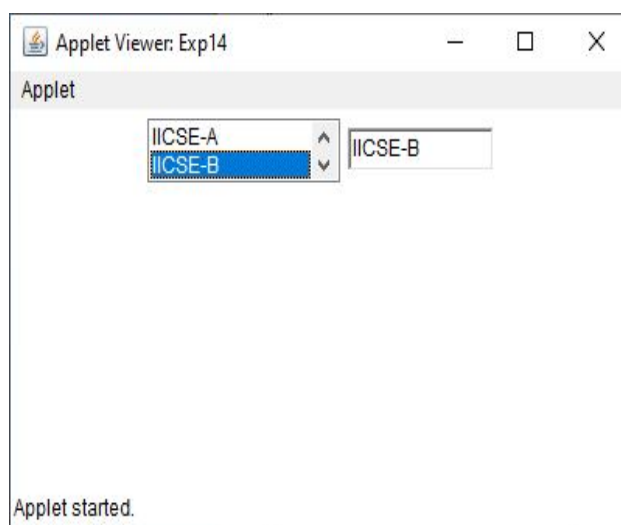 Applet Viewer: Exp14
Applet
IICSE-A
IICSE-B
IICSE-B
Applet started.